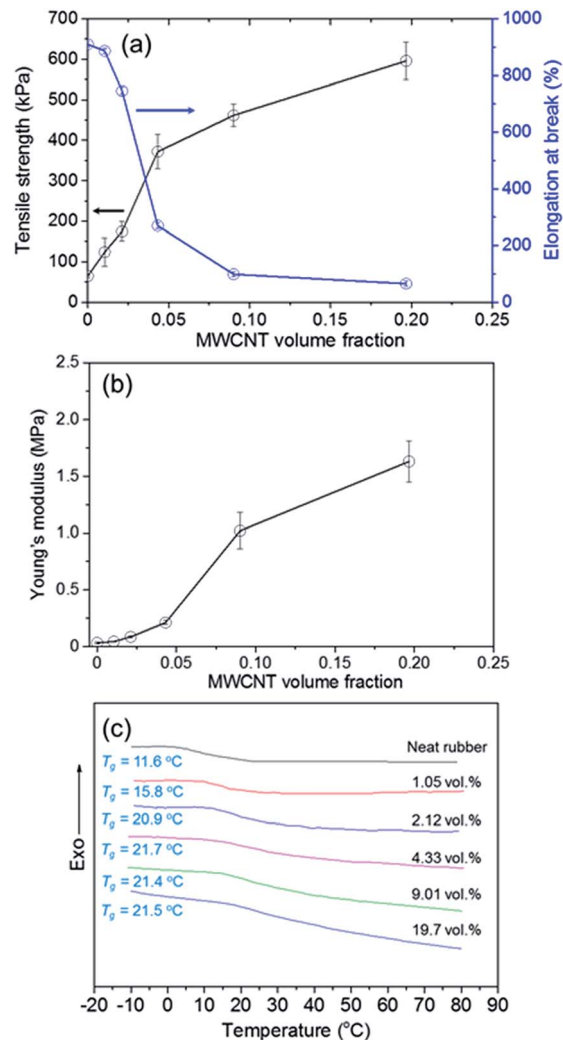 (a)
Tensile strength (kPa)
700
600
500
400
300
200
100
0
Elongation at break (%)
1000
800
600
400
200
0
0 0.05 0.10 0.15 0.20 0.25
MWCNT volume fraction
(b)
Young's modulus (MPa)
2.5
2.0
1.5
1.0
0.5
0
0 0.05 0.10 0.15 0.20 0.25
MWCNT volume fraction
(c)
Exo
Neat rubber
Tg = 11.6 °C
1.05 vol.%
Tg = 15.8 °C
2.12 vol.%
Tg = 20.9 °C
4.33 vol.%
Tg = 21.7 °C
9.01 vol.%
Tg = 21.4 °C
19.7 vol.%
Tg = 21.5 °C
-20 -10 0 10 20 30 40 50 60 70 80 90
Temperature (°C)